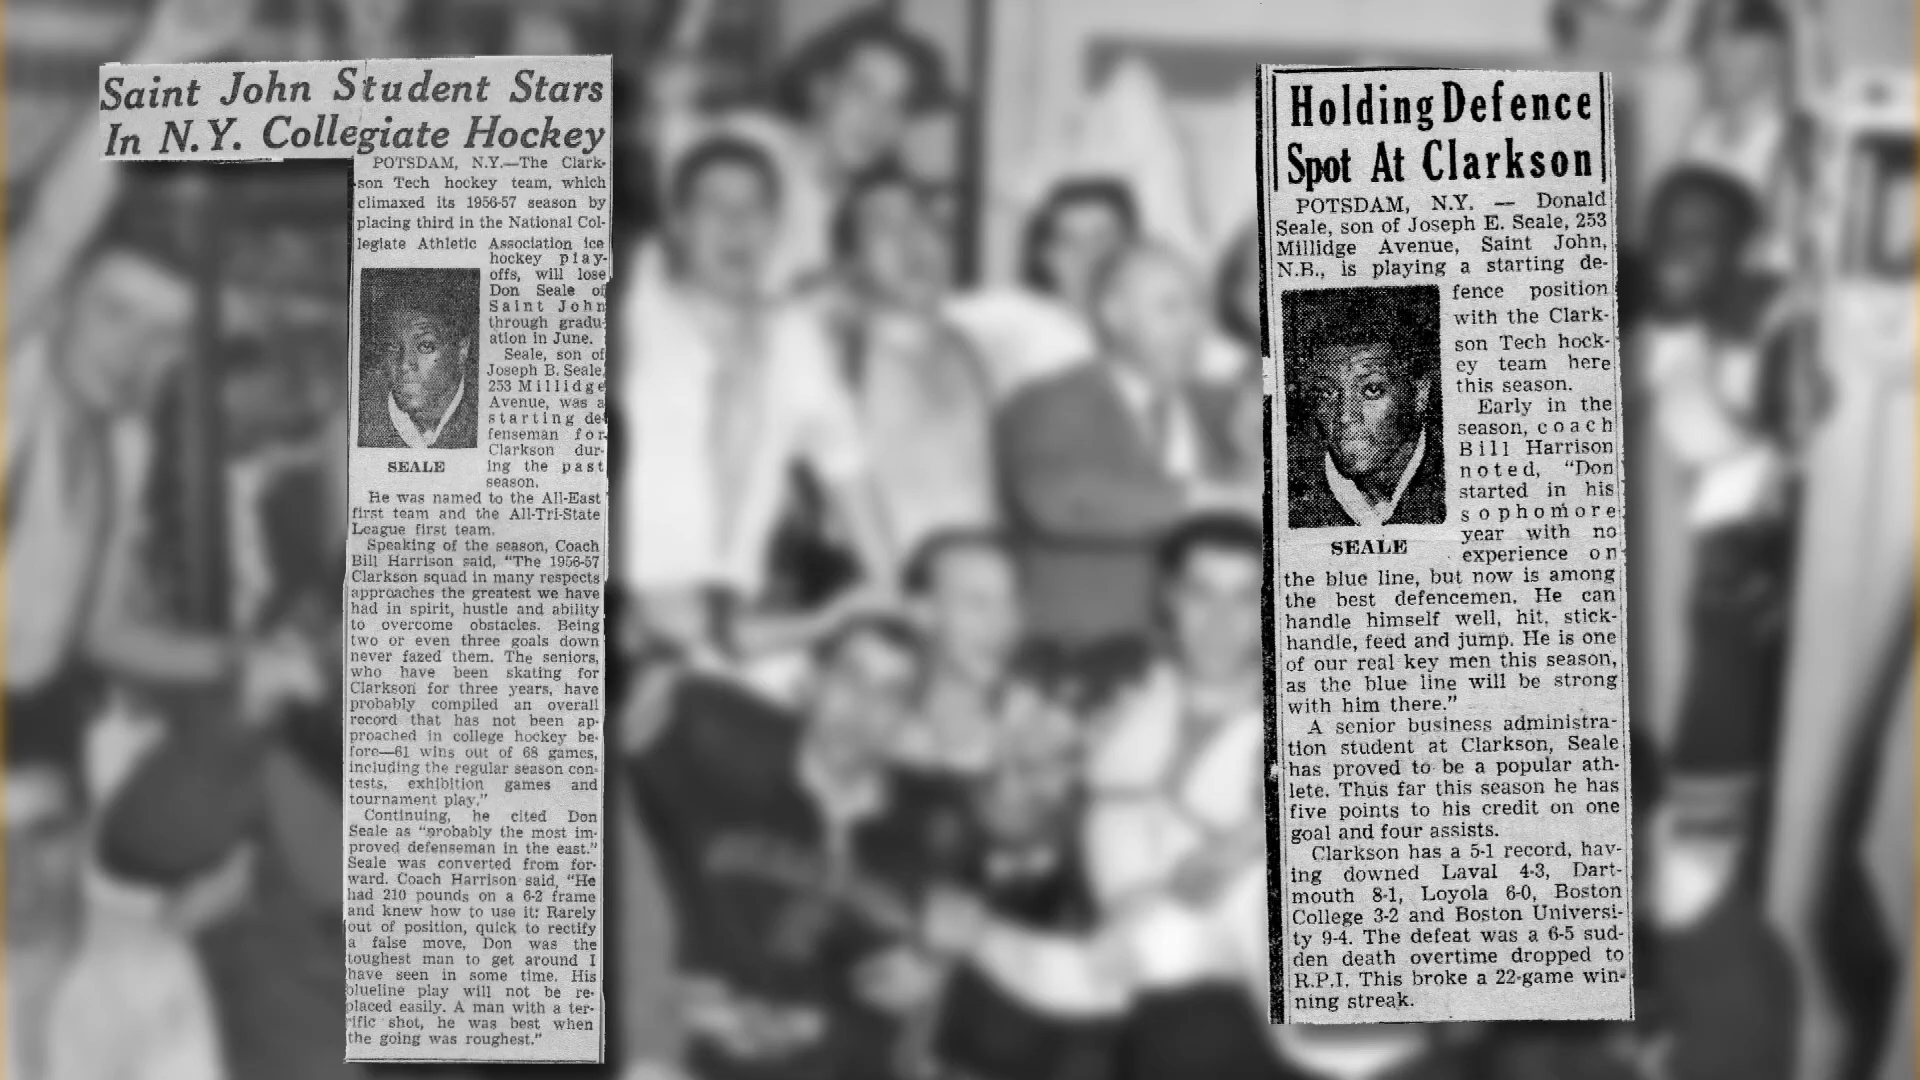 Saint John Student Stars
In N.Y. Collegiate Hockey
POTSDAM, N.Y.—The Clark-
son Tech hockey team, which
climaxed its 1956-57 season by
placing third in the National Col-
legiate Athletic Association ice
hockey play-
offs, will lose
Don Seale of
Saint John
through gradu-
ation in June.
Seale, son of
Joseph B. Seale,
253 Millidge
Avenue, was a
starting de-
fenseman for
Clarkson dur-
ing the past
season.
SEALE
He was named to the All-East
first team and the All-Tri-State
League first team.
Speaking of the season, Coach
Bill Harrison said, "The 1956-57
Clarkson squad in many respects
approaches the greatest we have
had in spirit, hustle and ability
to overcome obstacles. Being
two or even three goals down
never fazed them. The seniors,
who have been skating for
Clarkson for three years, have
probably compiled an overall
record that has not been ap-
proached in college hockey be-
fore—61 wins out of 68 games,
including the regular season con-
tests, exhibition games and
tournament play."
Continuing, he cited Don
Seale as "probably the most im-
proved defenseman in the east."
Seale was converted from for-
ward. Coach Harrison said, "He
had 210 pounds on a 6-2 frame
and knew how to use it: Rarely
out of position, quick to rectify
a false move, Don was the
toughest man to get around I
have seen in some time. His
blueline play will not be re-
placed easily. A man with a ter-
rific shot, he was best when
the going was roughest."
Holding Defence
Spot At Clarkson
POTSDAM, N.Y. — Donald
Seale, son of Joseph E. Seale, 253
Millidge Avenue, Saint John,
N.B., is playing a starting de-
fence position
with the Clark-
son Tech hock-
ey team here
this season.
Early in the
season, coach
Bill Harrison
noted, "Don
started in his
sophomore
year with no
experience on
SEALE
the blue line, but now is among
the best defencemen. He can
handle himself well, hit, stick-
handle, feed and jump. He is one
of our real key men this season,
as the blue line will be strong
with him there."
A senior business administra-
tion student at Clarkson, Seale
has proved to be a popular ath-
lete. Thus far this season he has
five points to his credit on one
goal and four assists.
Clarkson has a 5-1 record, hav-
ing downed Laval 4-3, Dart-
mouth 8-1, Loyola 6-0, Boston
College 3-2 and Boston Universi-
ty 9-4. The defeat was a 6-5 sud-
den death overtime dropped to
R.P.I. This broke a 22-game win-
ning streak.